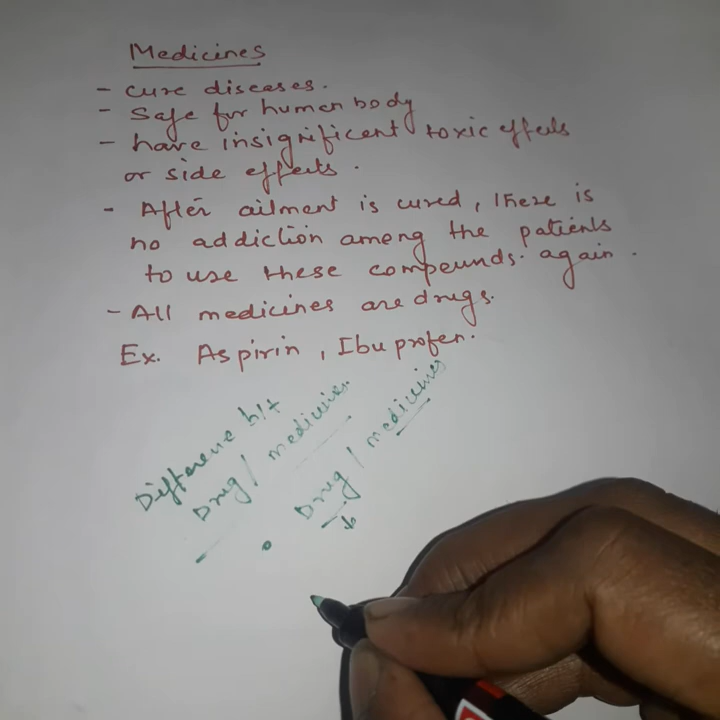 Medicines
- cure diseases.
- Safe for human body
- have insignificant toxic effects
or side effects.
- After ailment is cured, there is
no addiction among the patients
to use these compounds. again.
- All medicines are drugs.
Ex. Aspirin, Ibuprofen.
Difference b/t
Drug / medicines.
Drug / medicines